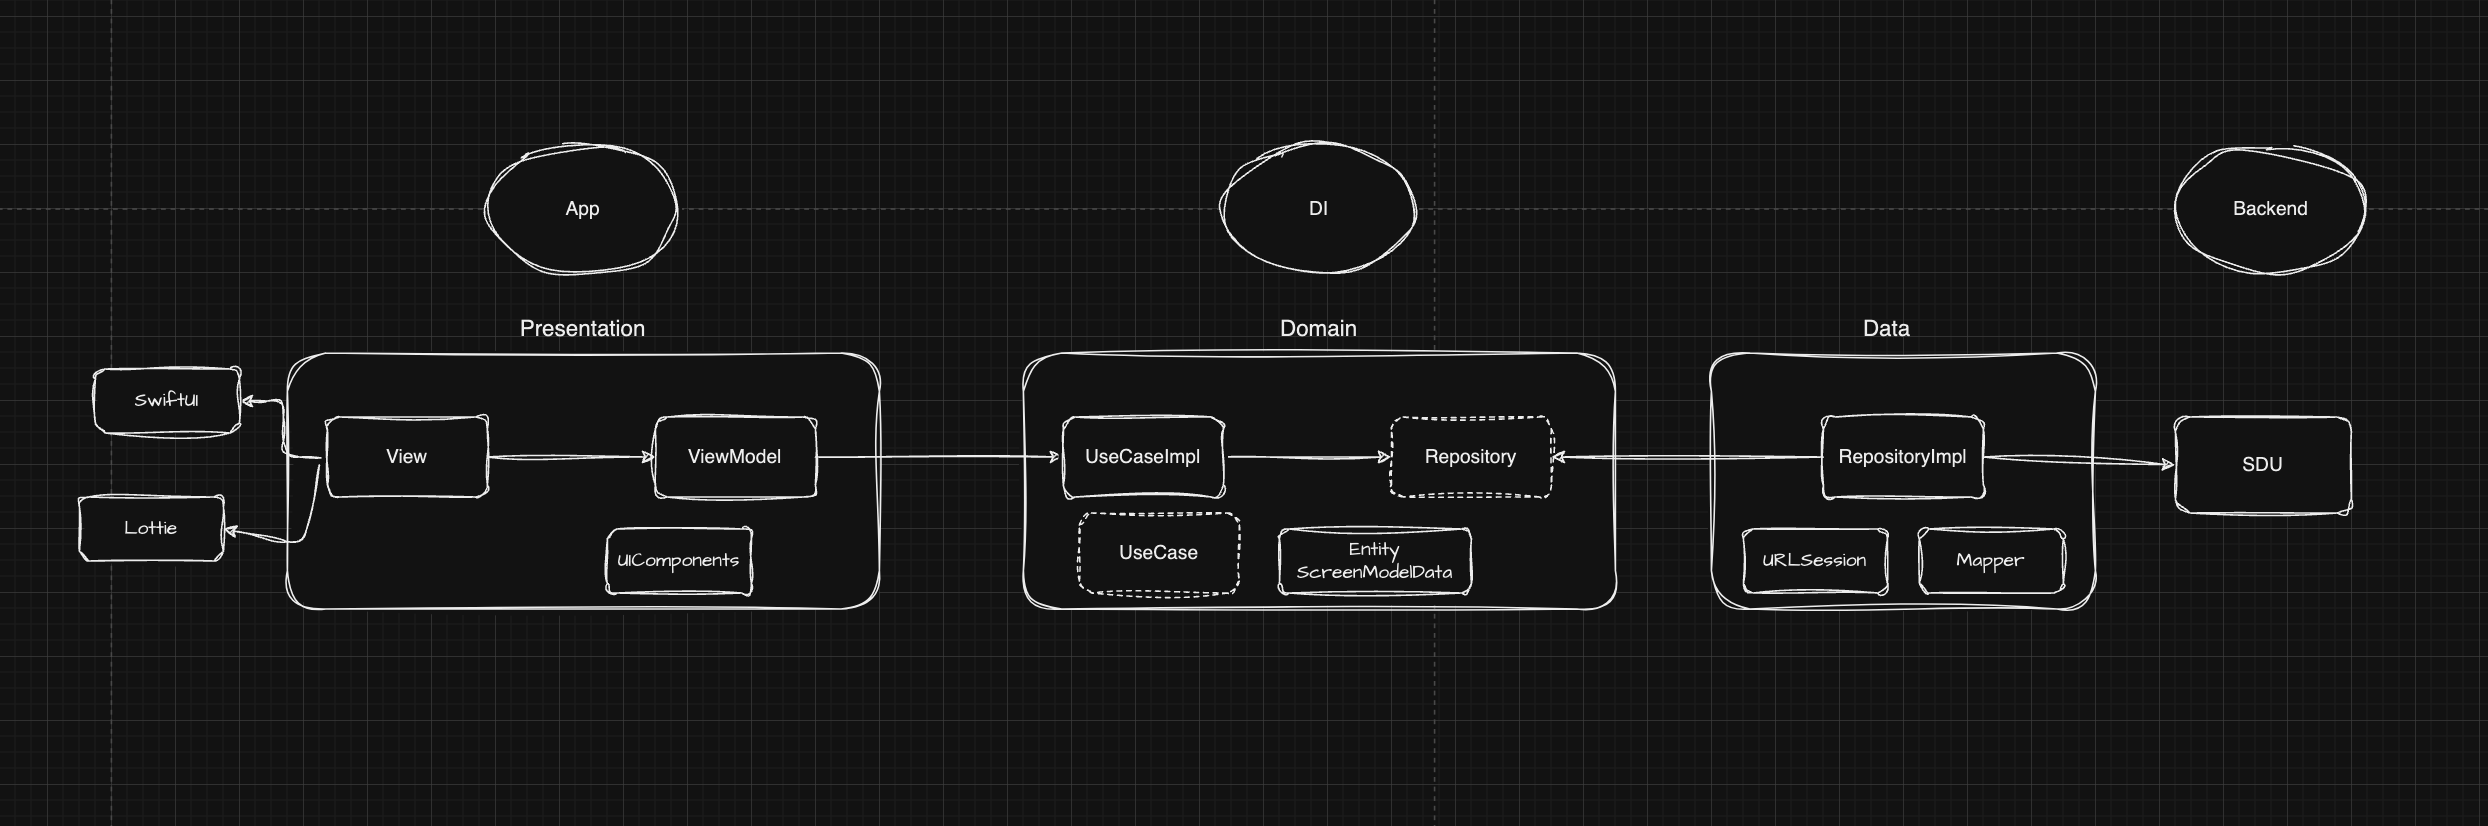 App
DI
Backend
Presentation
Domain
Data
SwiftUI
View
ViewModel
UseCaseImpl
Repository
RepositoryImpl
SDU
Lottie
UIComponents
UseCase
Entity
ScreenModelData
URLSession
Mapper